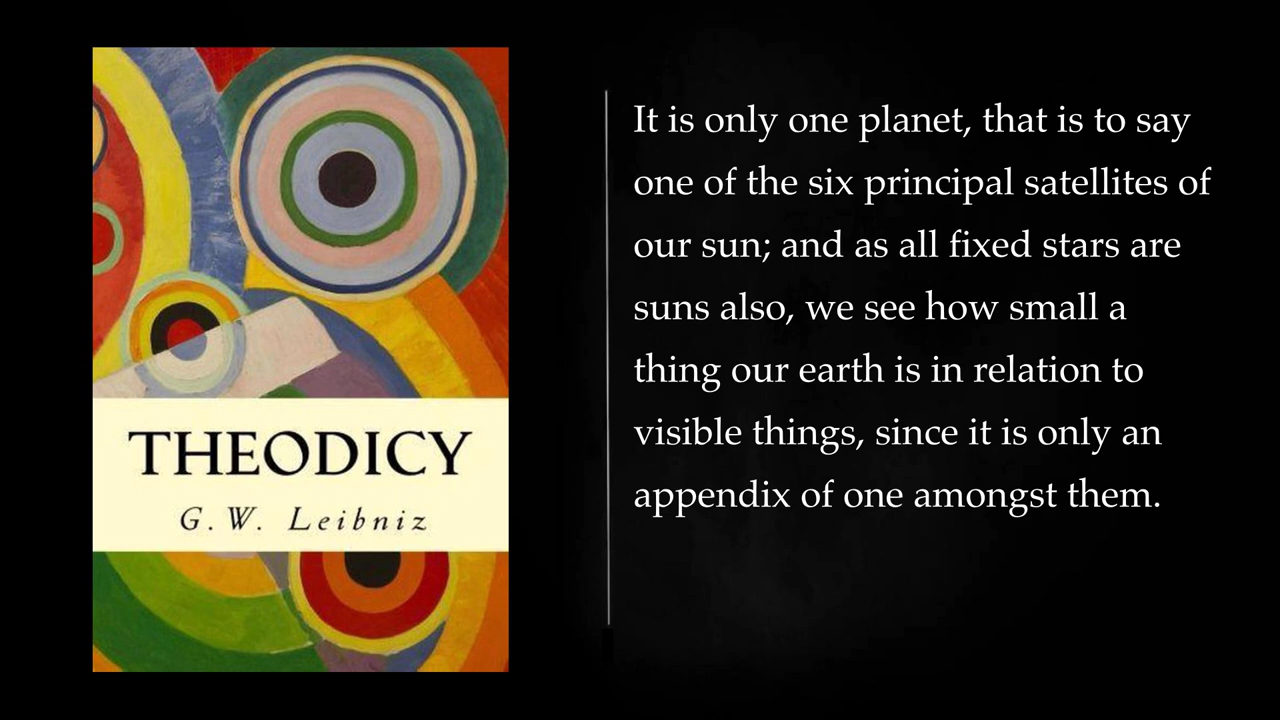 THEODICY
G.W. Leibniz
It is only one planet, that is to say
one of the six principal satellites of
our sun; and as all fixed stars are
suns also, we see how small a
thing our earth is in relation to
visible things, since it is only an
appendix of one amongst them.